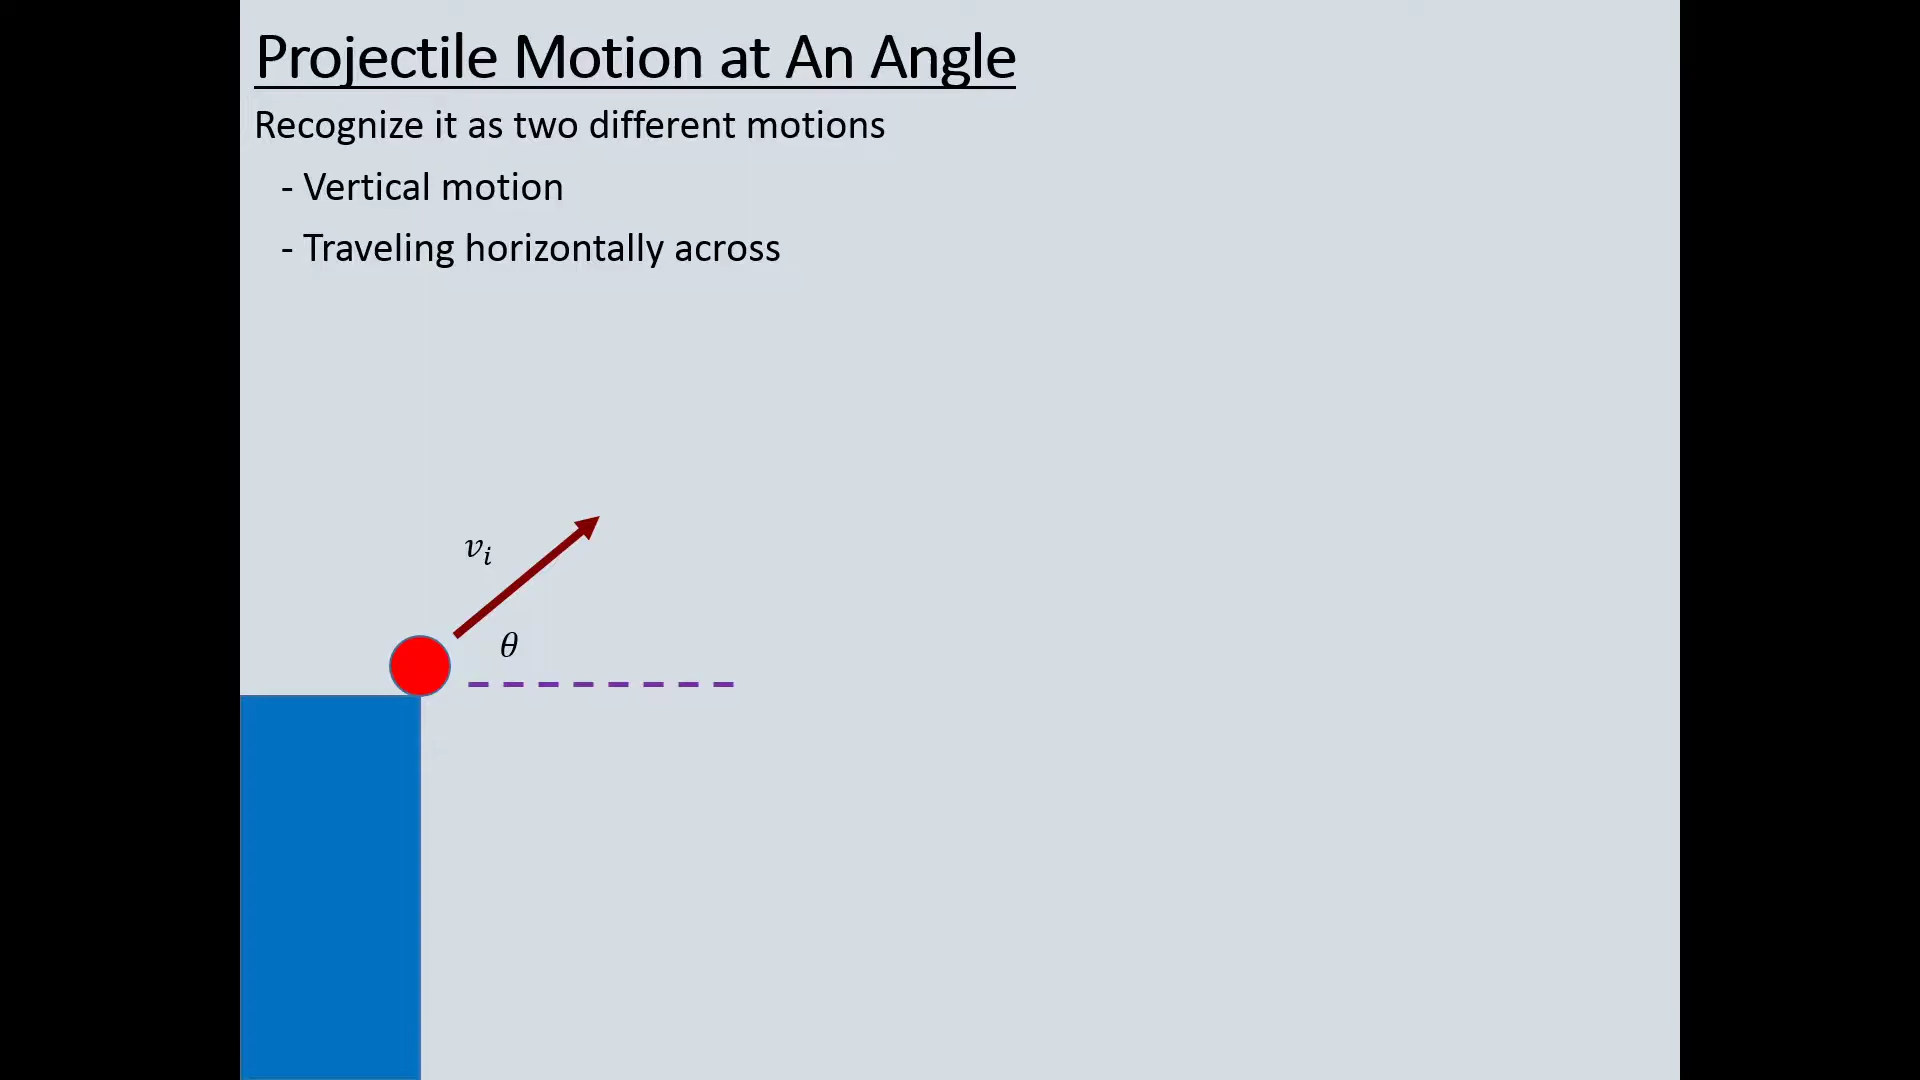 Projectile Motion at An Angle
Recognize it as two different motions
- Vertical motion
- Traveling horizontally across
v_i
θ